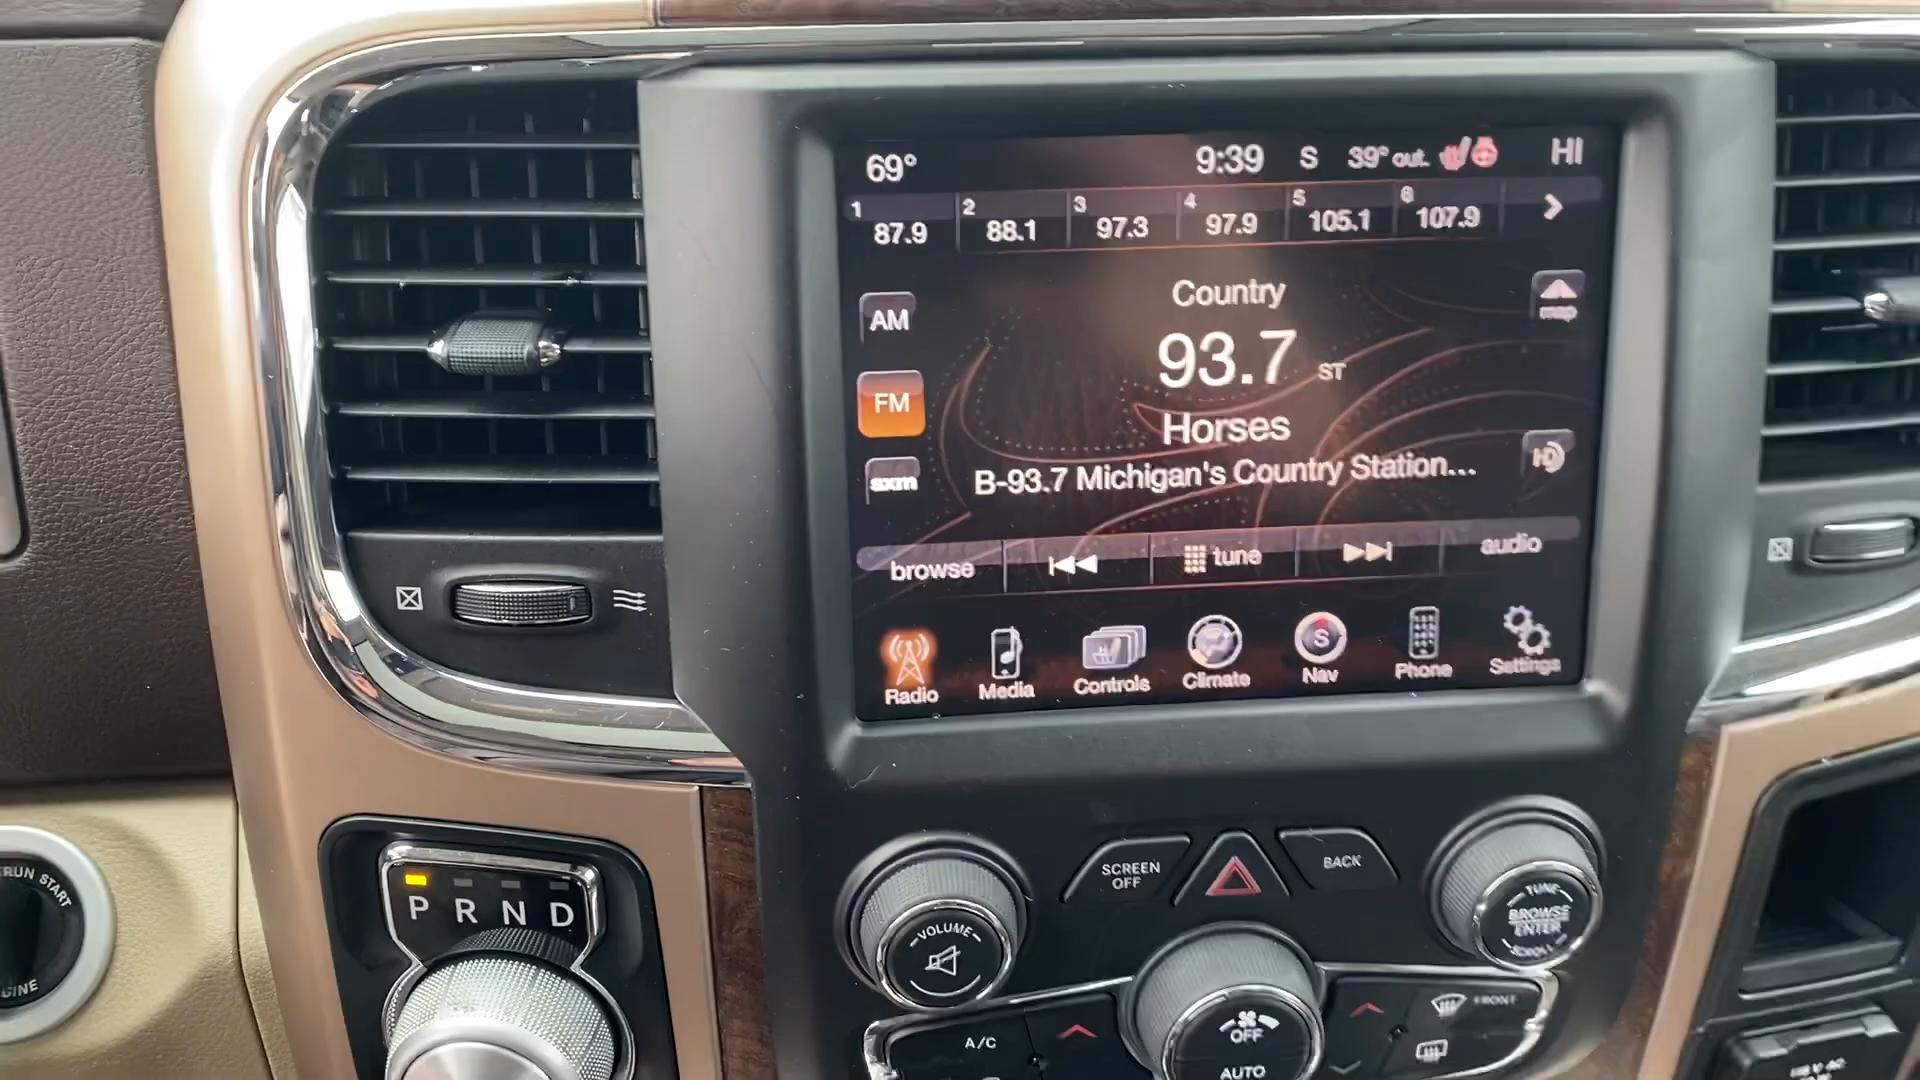 69° 9:39 S 39° out. HI
1 87.9 2 88.1 3 97.3 4 97.9 5 105.1 6 107.9
Country
AM
map
93.7 ST
FM
Horses
HD
sxm
B-93.7 Michigan's Country Station...
browse tune audio
Radio Media Controls Climate Nav Phone Settings
S
SCREEN OFF
BACK
P R N D
RUN START
VOLUME
TUNE
BROWSE
ENTER
SCROLL
A/C
OFF
AUTO
FRONT